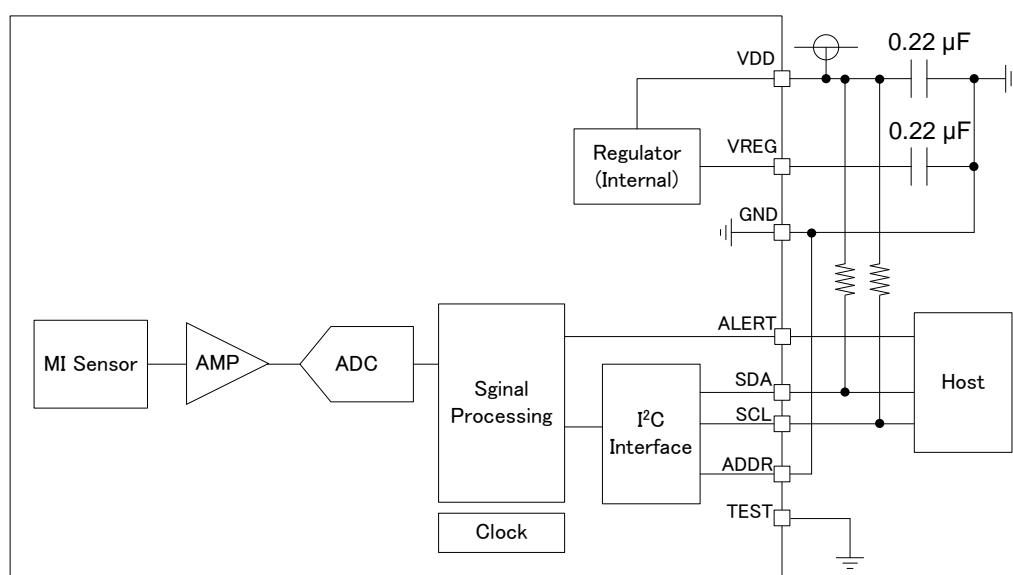 VDD
0.22 µF
0.22 µF
VREG
Regulator
(Internal)
GND
ALERT
MI Sensor
AMP
ADC
Sginal
Processing
SDA
SCL
I²C
Interface
ADDR
Host
TEST
Clock